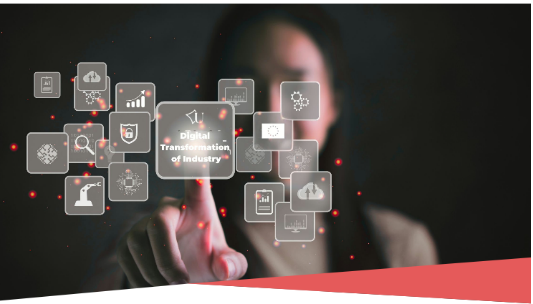 Digital
Transformation
of Industry